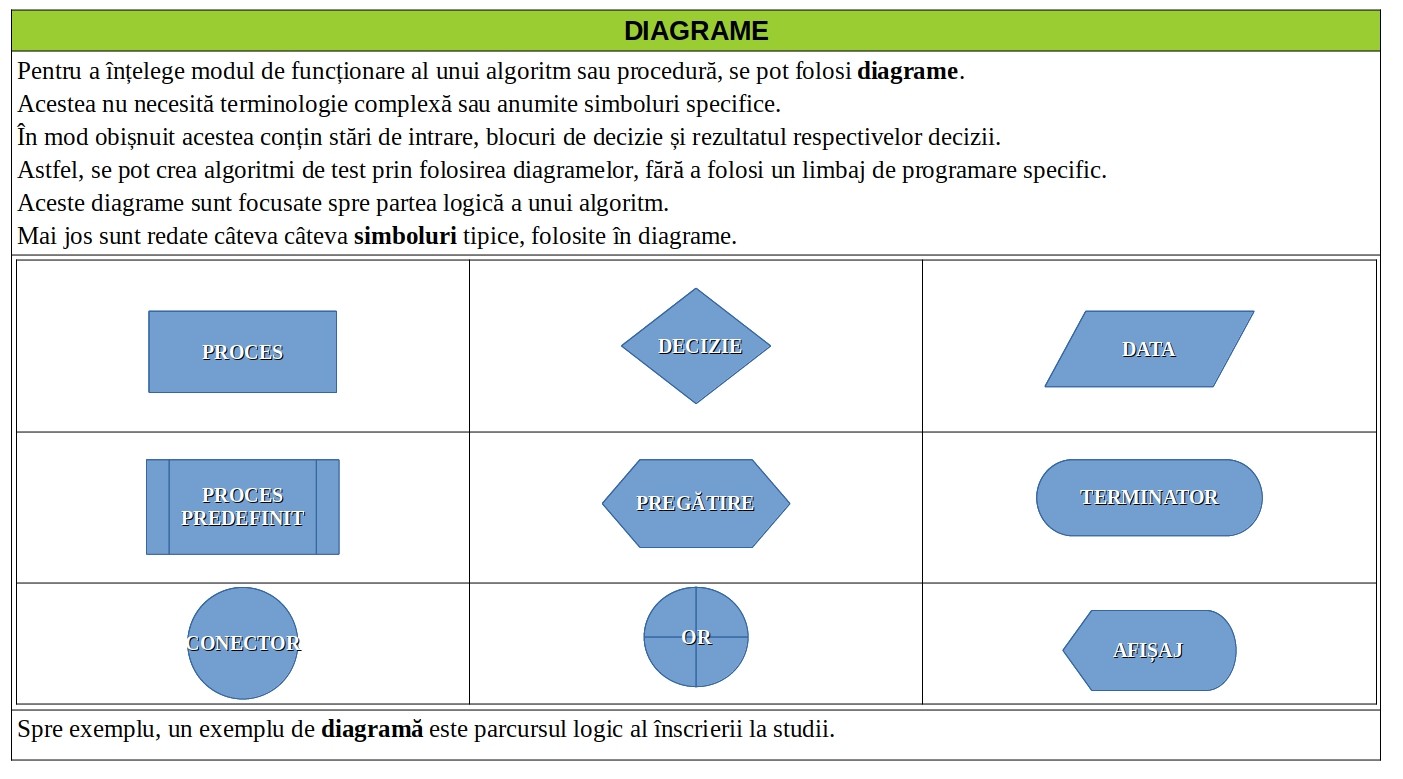 DIAGRAME
Pentru a înțelege modul de funcționare al unui algoritm sau procedură, se pot folosi diagrame.
Acestea nu necesită terminologie complexă sau anumite simboluri specifice.
În mod obișnuit acestea conțin stări de intrare, blocuri de decizie și rezultatul respectivelor decizii.
Astfel, se pot crea algoritmi de test prin folosirea diagramelor, fără a folosi un limbaj de programare specific.
Aceste diagrame sunt focusate spre partea logică a unui algoritm.
Mai jos sunt redate câteva câteva simboluri tipice, folosite în diagrame.
PROCES
DECIZIE
DATA
PROCES
PREDEFINIT
PREGĂTIRE
TERMINATOR
CONECTOR
OR
AFIȘAJ
Spre exemplu, un exemplu de diagramă este parcursul logic al înscrierii la studii.